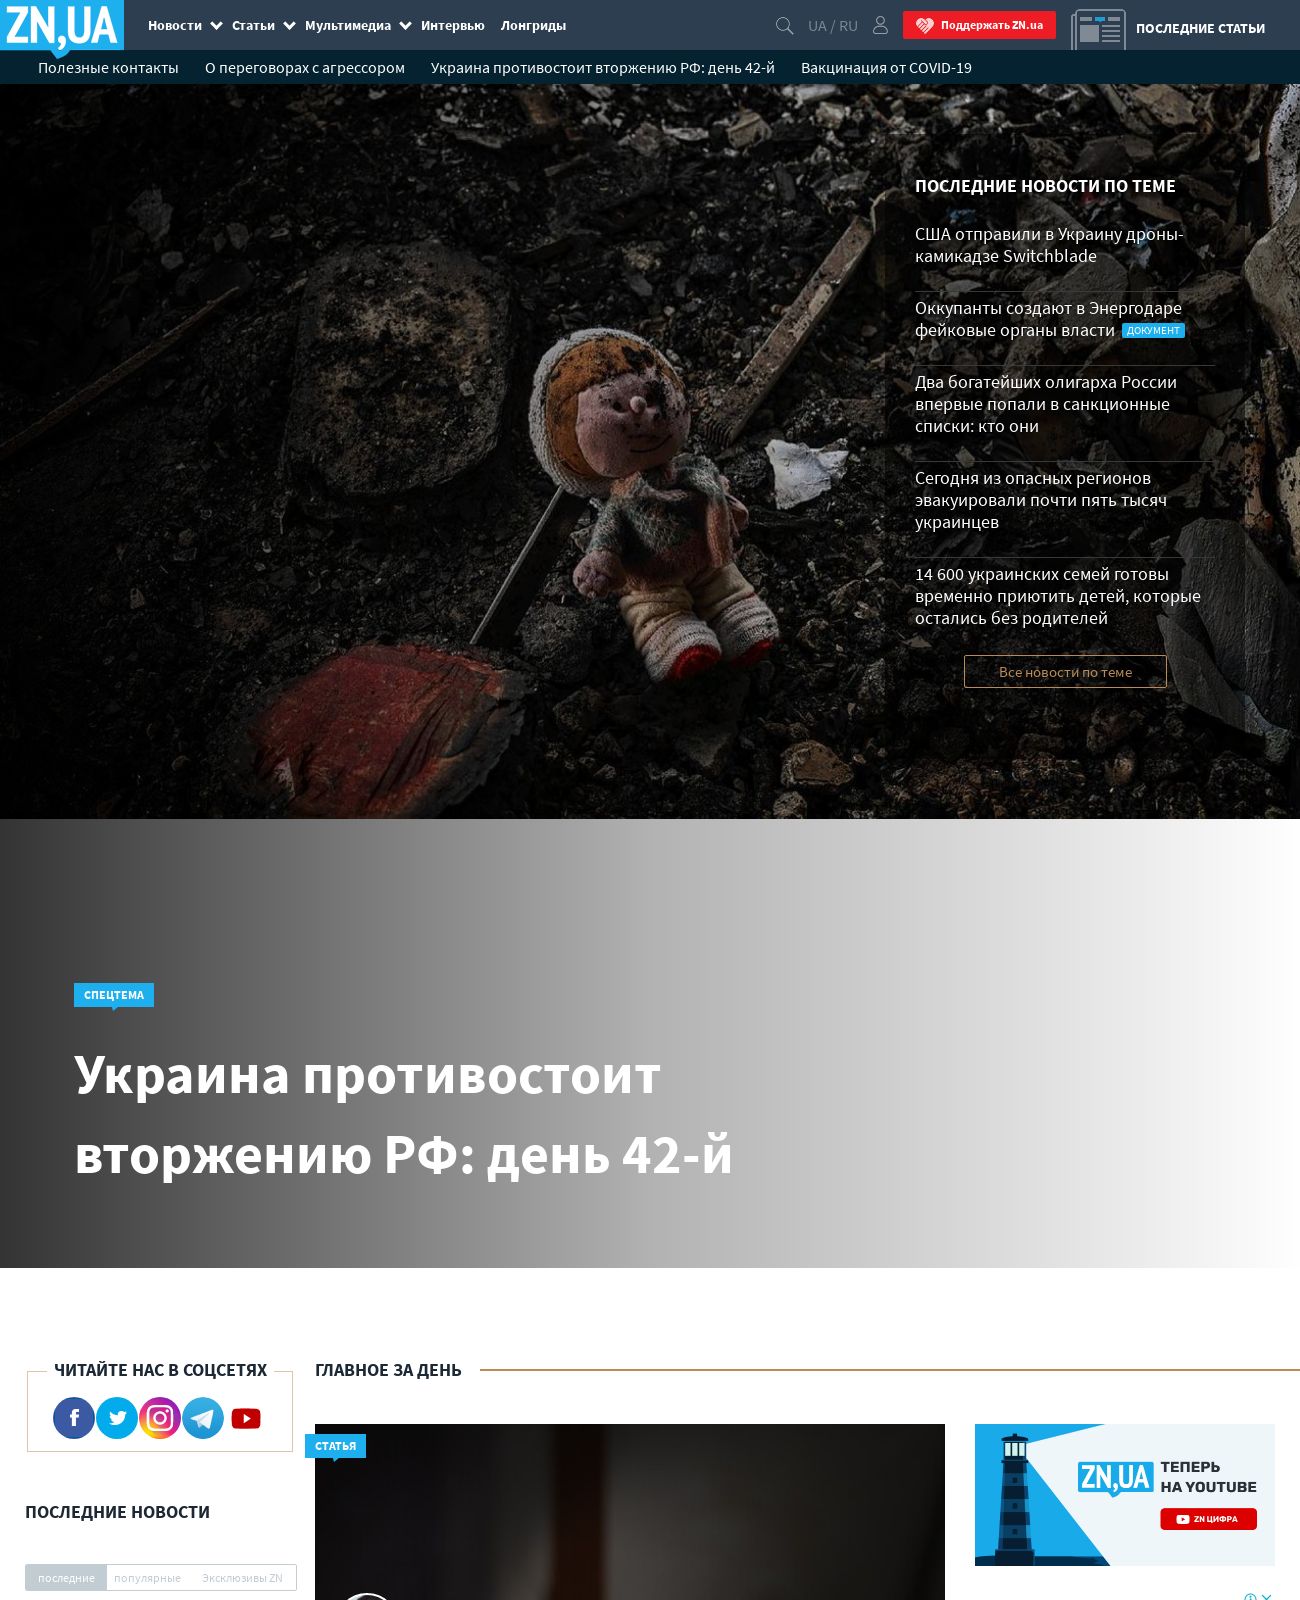 ZN,UA
Новости Статьи Мультимедиа Интервью Лонгриды UA / RU Поддержать ZN.ua ПОСЛЕДНИЕ СТАТЬИ
Полезные контакты О переговорах с агрессором Украина противостоит вторжению РФ: день 42-й Вакцинация от COVID-19
ПОСЛЕДНИЕ НОВОСТИ ПО ТЕМЕ
США отправили в Украину дроны-
камикадзе Switchblade
Оккупанты создают в Энергодаре
фейковые органы власти ДОКУМЕНТ
Два богатейших олигарха России
впервые попали в санкционные
списки: кто они
Сегодня из опасных регионов
эвакуировали почти пять тысяч
украинцев
14 600 украинских семей готовы
временно приютить детей, которые
остались без родителей
Все новости по теме
СПЕЦТЕМА
Украина противостоит
вторжению РФ: день 42-й
ЧИТАЙТЕ НАС В СОЦСЕТЯХ
ПОСЛЕДНИЕ НОВОСТИ
последние популярные Эксклюзивы ZN
ГЛАВНОЕ ЗА ДЕНЬ
СТАТЬЯ
ZN,UA ТЕПЕРЬ
НА YOUTUBE
ZN ЦИФРА